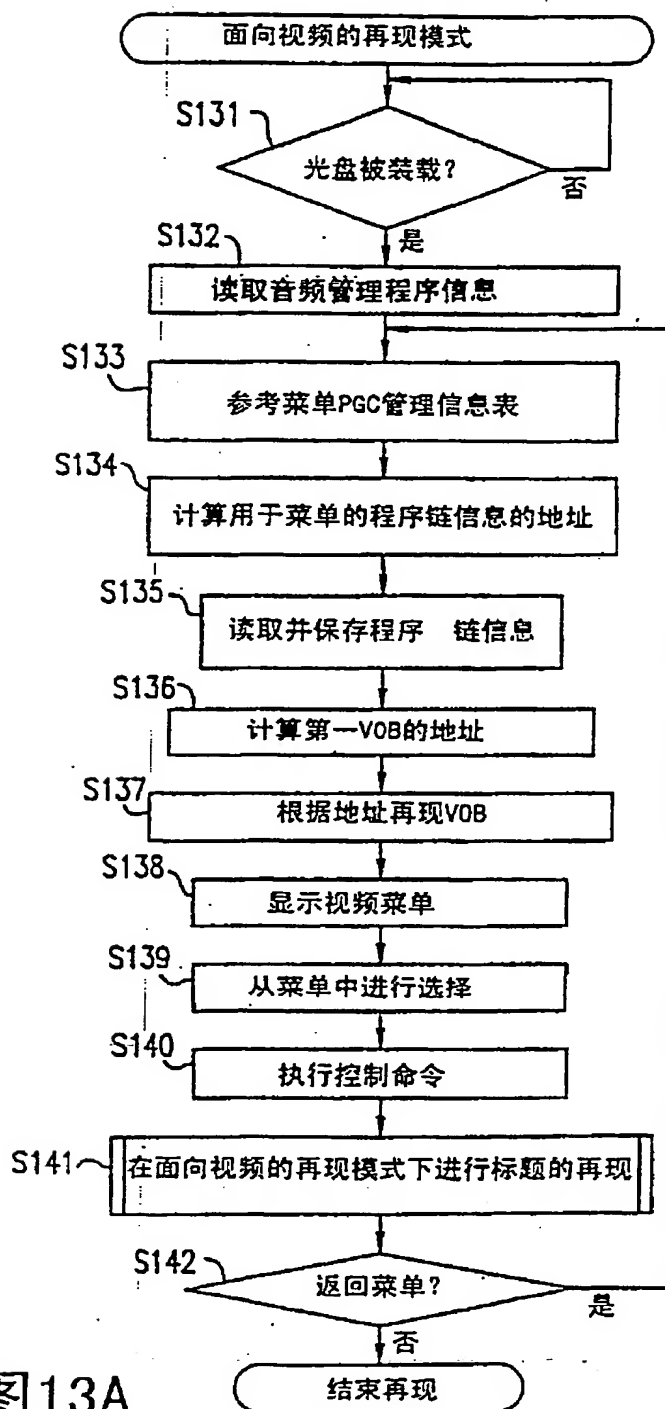 面向视频的再现模式
S131
光盘被装载?
否
是
S132
读取音频管理程序信息
S133
参考菜单PGC管理信息表
S134
计算用于菜单的程序链信息的地址
S135
读取并保存程序 链信息
S136
计算第一VOB的地址
S137
根据地址再现VOB
S138
显示视频菜单
S139
从菜单中进行选择
S140
执行控制命令
S141
在面向视频的再现模式下进行标题的再现
S142
返回菜单?
是
否
结束再现
图13A